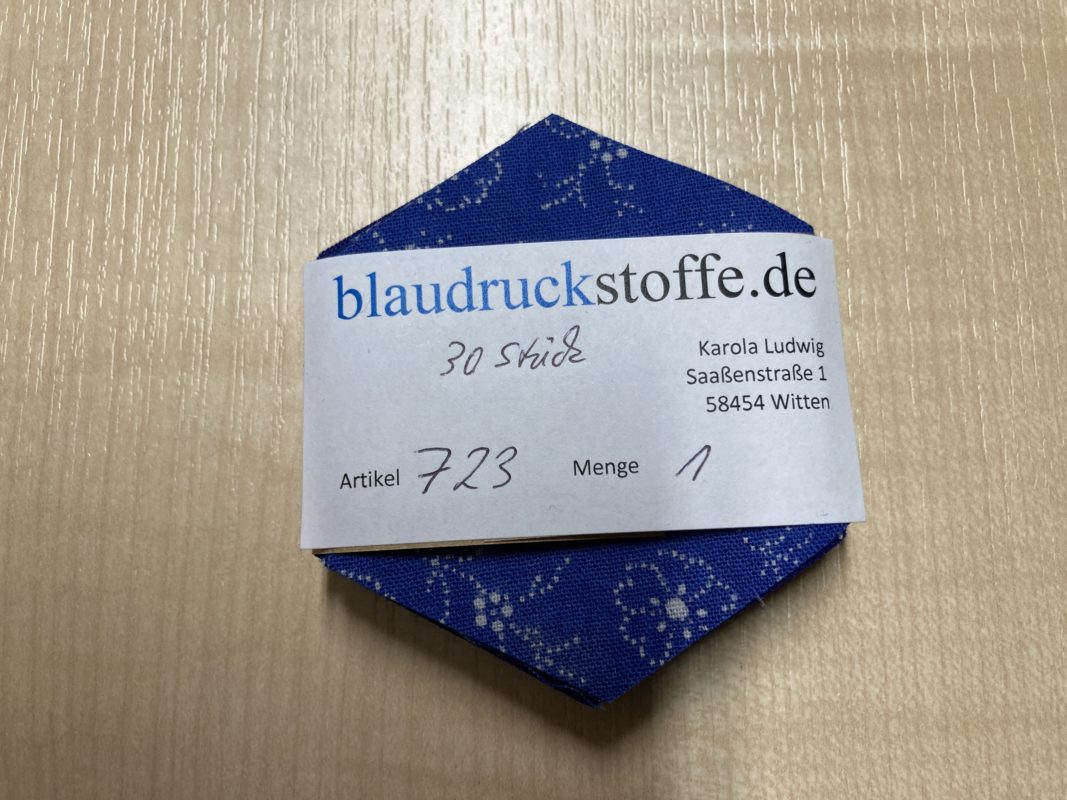 blaudruckstoffe.de
30 Stück
Karola Ludwig
Saaßenstraße 1
58454 Witten
Artikel 723 Menge 1